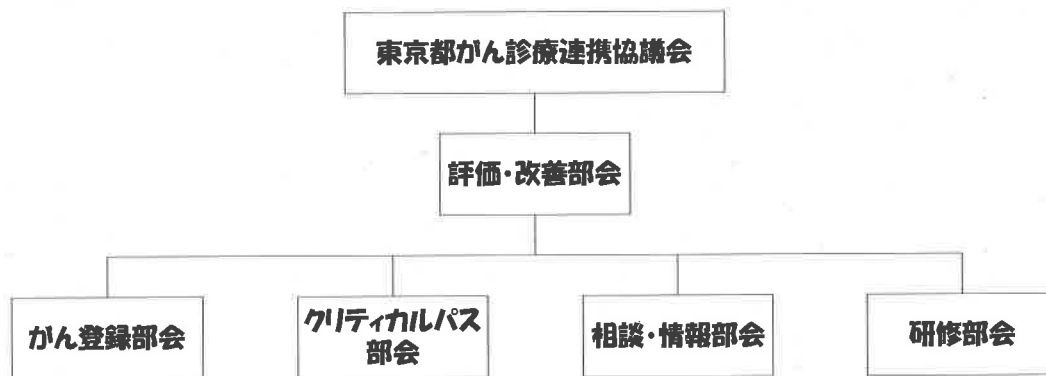 東京都がん診療連携協議会
評価・改善部会
がん登録部会
クリティカルパス
部会
相談・情報部会
研修部会